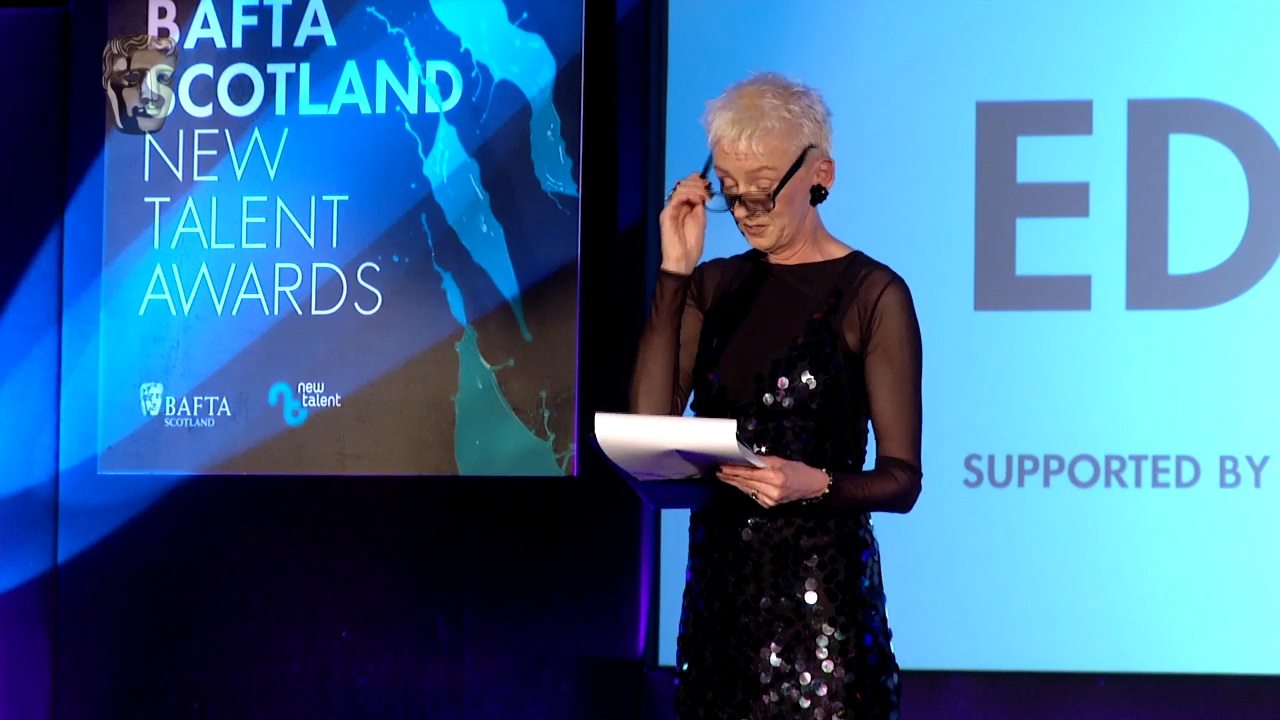 BAFTA
SCOTLAND
NEW
TALENT
AWARDS
BAFTA
SCOTLAND
new
talent
ED
SUPPORTED BY